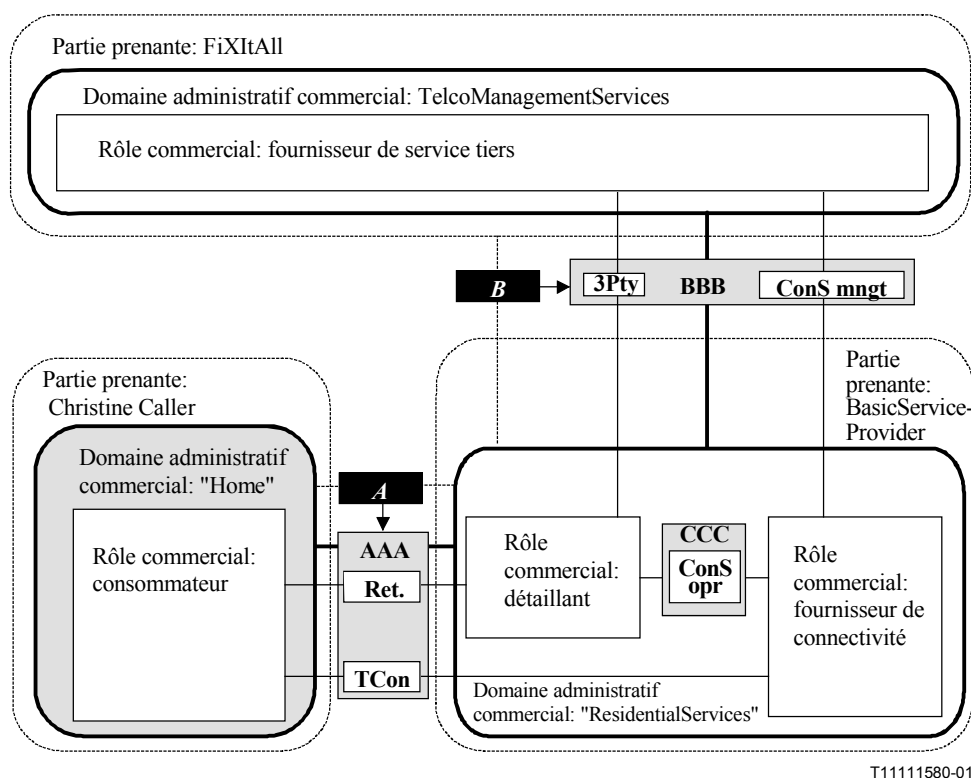 Partie prenante: FiXItAll
Domaine administratif commercial: TelcoManagementServices
Rôle commercial: fournisseur de service tiers
B
3Pty
BBB
ConS mngt
Partie prenante:
Christine Caller
Partie
prenante:
BasicService-
Provider
Domaine administratif
commercial: "Home"
A
AAA
Rôle commercial:
consommateur
Ret.
TCon
Rôle
commercial:
détaillant
CCC
ConS
opr
Rôle
commercial:
fournisseur de
connectivité
Domaine administratif
commercial: "ResidentialServices"
T11111580-01